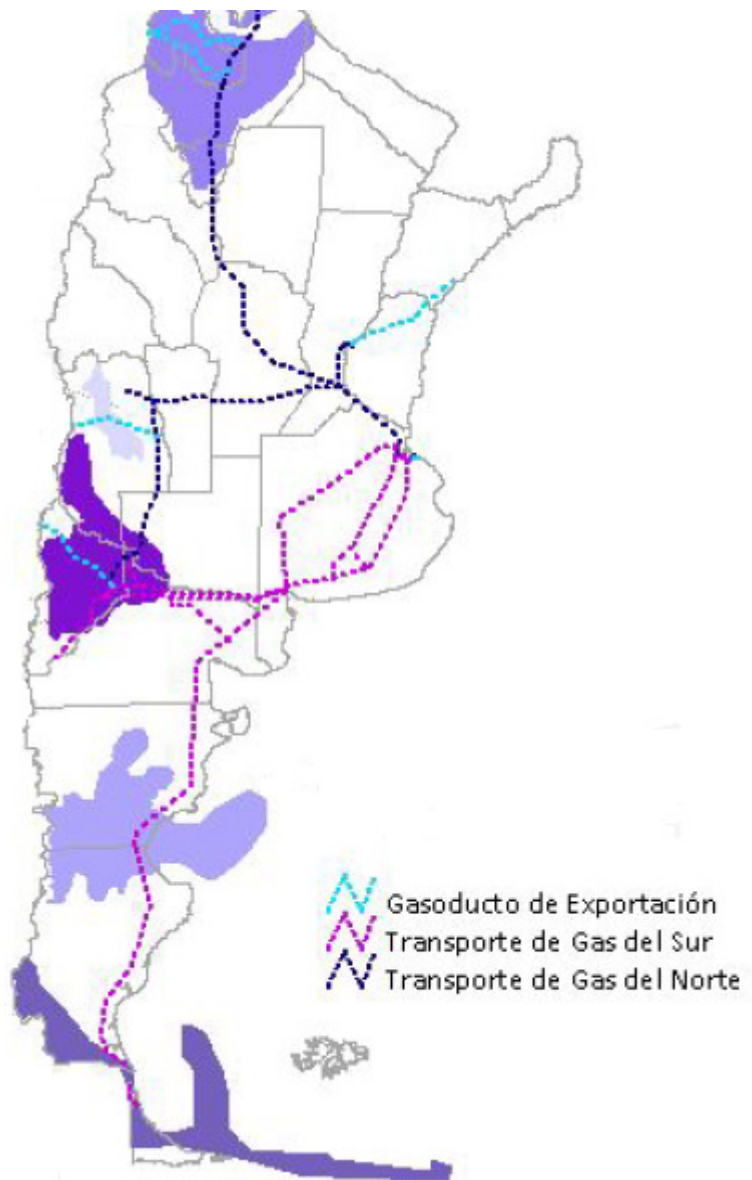 Gasoducto de Exportación
Transporte de Gas del Sur
Transporte de Gas del Norte